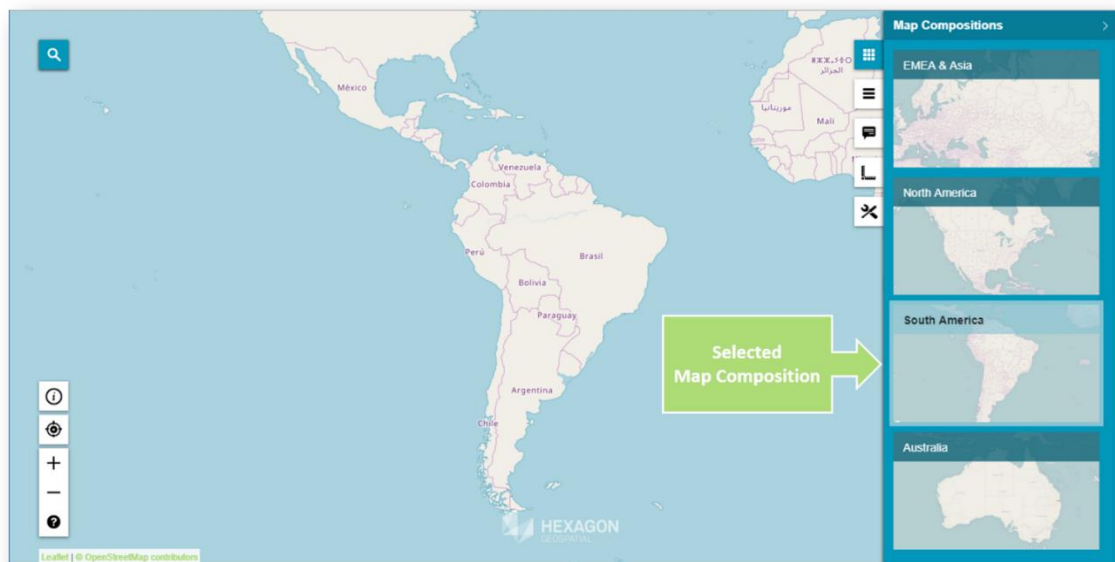 Map Compositions
EMEA & Asia
North America
South America
Australia
México
Venezuela
Colombia
Perú
Brasil
Bolivia
Paraguay
Argentina
Chile
الجزائر
موريتانيا
Mali
Selected
Map Composition
HEXAGON
GEOSPATIAL
Leaflet | © OpenStreetMap contributors